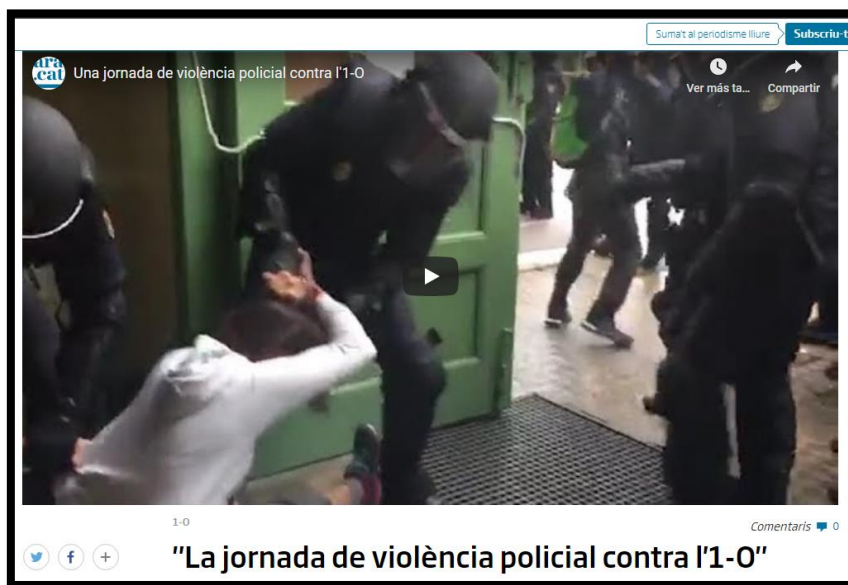 Suma't al periodisme lliure
Subscriu-t
ara
.cat
Una jornada de violència policial contra l'1-O
Ver más ta...
Compartir
1-O
Comentaris 0
"La jornada de violència policial contra l'1-O"